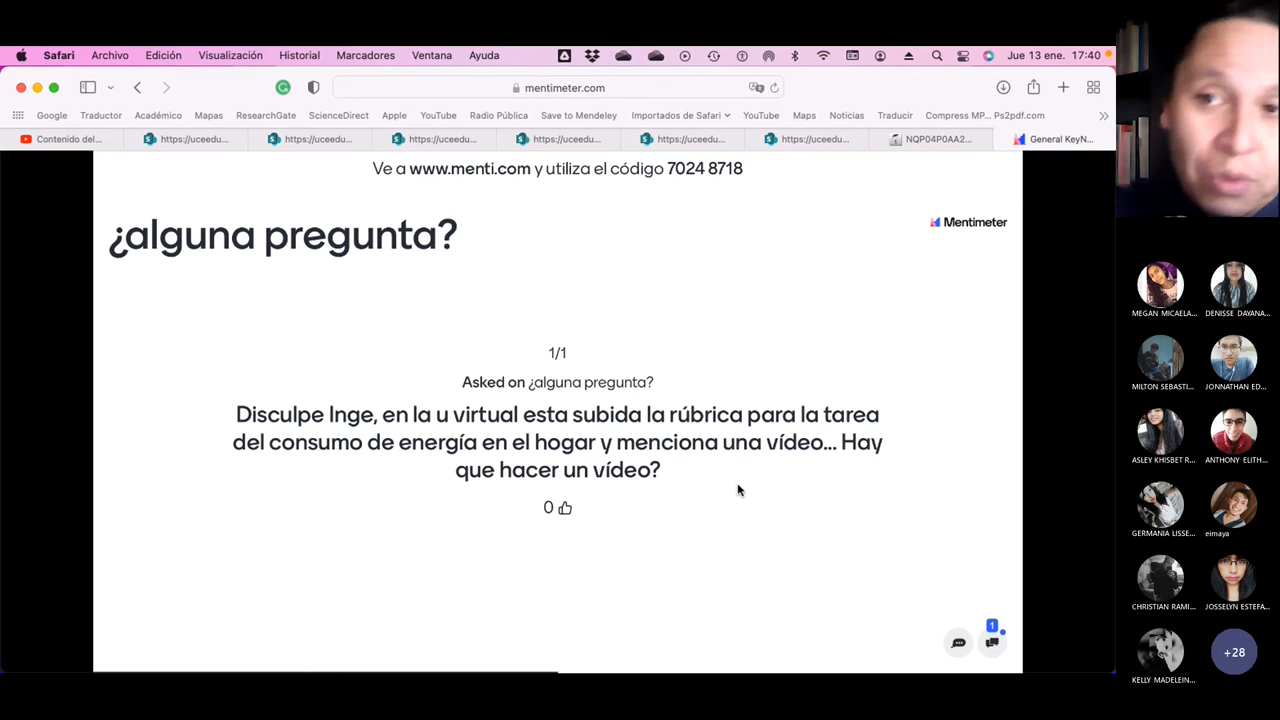 Safari Archivo Edición Visualización Historial Marcadores Ventana Ayuda Jue 13 ene. 17:40
mentimeter.com
Google Traductor Académico Mapas ResearchGate ScienceDirect Apple YouTube Radio Pública Save to Mendeley Importados de Safari YouTube Maps Noticias Traducir Compress MP... Ps2pdf.com
Contenido del... https://uceedu... https://uceedu... https://uceedu... https://uceedu... https://uceedu... https://uceedu... NQP04P0AA2... General KeyN...
Ve a www.menti.com y utiliza el código 7024 8718
¿alguna pregunta?
Mentimeter
1/1
Asked on ¿alguna pregunta?
Disculpe Inge, en la u virtual esta subida la rúbrica para la tarea
del consumo de energía en el hogar y menciona una vídeo... Hay
que hacer un vídeo?
0
1
MEGAN MICAELA... DENISSE DAYANA...
MILTON SEBASTI... JONNATHAN ED...
ASLEY KHISBET R... ANTHONY ELITH...
GERMANIA LISSE... eimaya
CHRISTIAN RAMI... JOSSELYN ESTEFA...
KELLY MADELEIN... +28